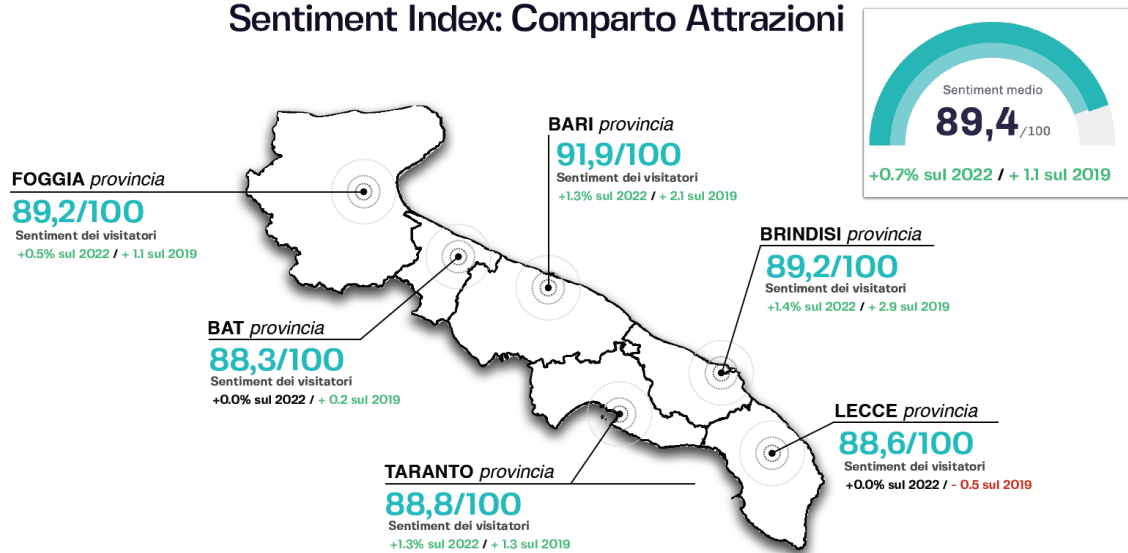 Sentiment Index: Comparto Attrazioni
Sentiment medio
89,4/100
+0.7% sul 2022 / + 1.1 sul 2019
BARI provincia
91,9/100
Sentiment dei visitatori
+1.3% sul 2022 / + 2.1 sul 2019
FOGGIA provincia
89,2/100
Sentiment dei visitatori
+0.5% sul 2022 / + 1.1 sul 2019
BRINDISI provincia
89,2/100
Sentiment dei visitatori
+1.4% sul 2022 / + 2.9 sul 2019
BAT provincia
88,3/100
Sentiment dei visitatori
+0.0% sul 2022 / + 0.2 sul 2019
LECCE provincia
88,6/100
Sentiment dei visitatori
+0.0% sul 2022 / - 0.5 sul 2019
TARANTO provincia
88,8/100
Sentiment dei visitatori
+1.3% sul 2022 / + 1.3 sul 2019